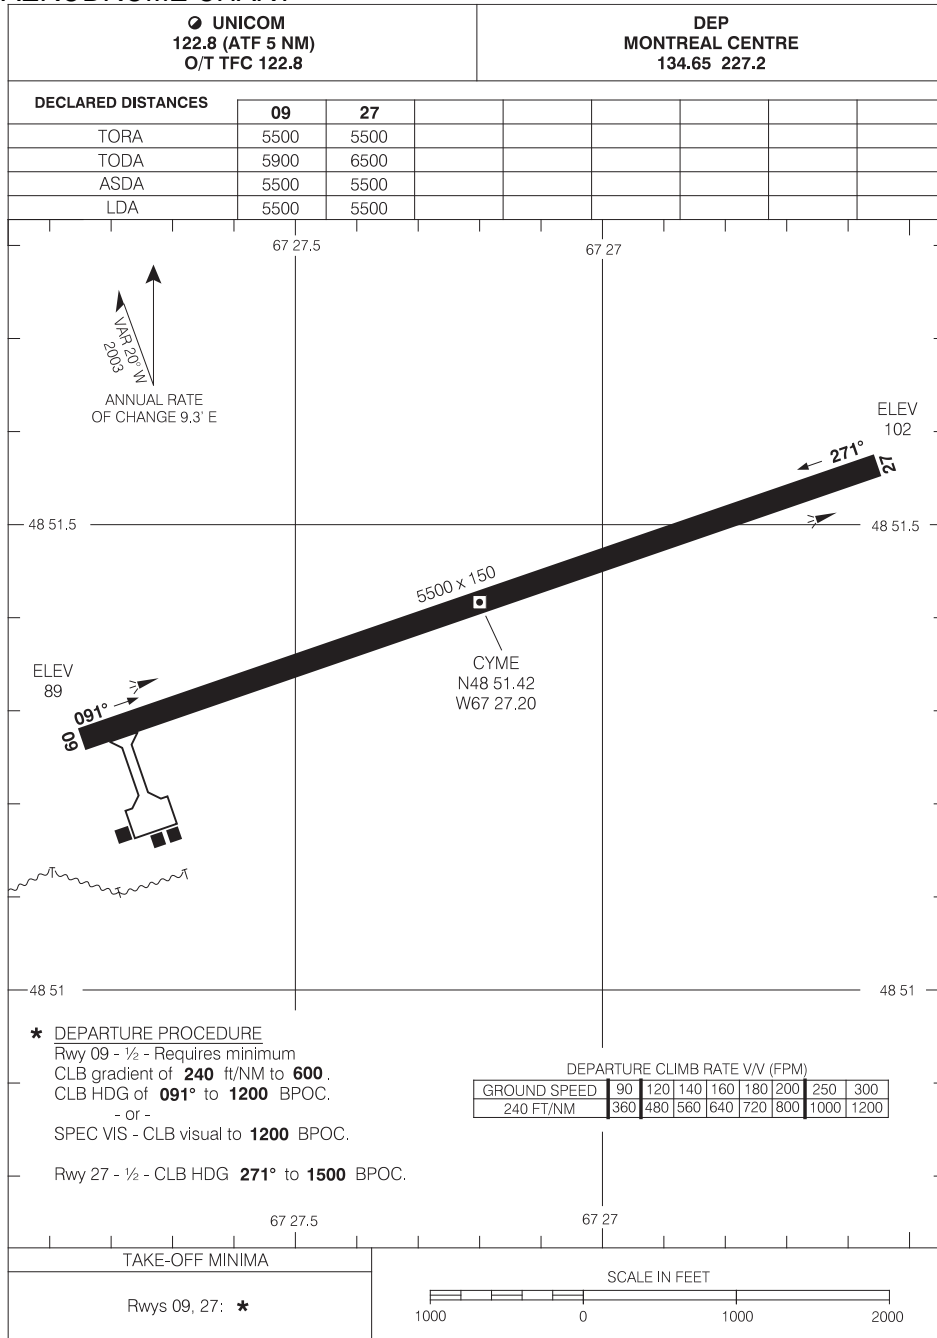 UNICOM
122.8 (ATF 5 NM)
O/T TFC 122.8
DEP
MONTREAL CENTRE
134.65 227.2
DECLARED DISTANCES
09 27
TORA 5500 5500
TODA 5900 6500
ASDA 5500 5500
LDA 5500 5500
67 27.5 67 27
VAR 20° W
2003
ANNUAL RATE
OF CHANGE 9.3' E
ELEV
102
271°
27
48 51.5 48 51.5
5500 x 150
CYME
N48 51.42
W67 27.20
ELEV
89
091°
09
48 51 48 51
* DEPARTURE PROCEDURE
Rwy 09 - ½ - Requires minimum
CLB gradient of 240 ft/NM to 600 .
CLB HDG of 091° to 1200 BPOC.
- or -
SPEC VIS - CLB visual to 1200 BPOC.
Rwy 27 - ½ - CLB HDG 271° to 1500 BPOC.
DEPARTURE CLIMB RATE V/V (FPM)
GROUND SPEED 90 120 140 160 180 200 250 300
240 FT/NM 360 480 560 640 720 800 1000 1200
67 27.5 67 27
TAKE-OFF MINIMA
Rwys 09, 27: *
SCALE IN FEET
1000 0 1000 2000